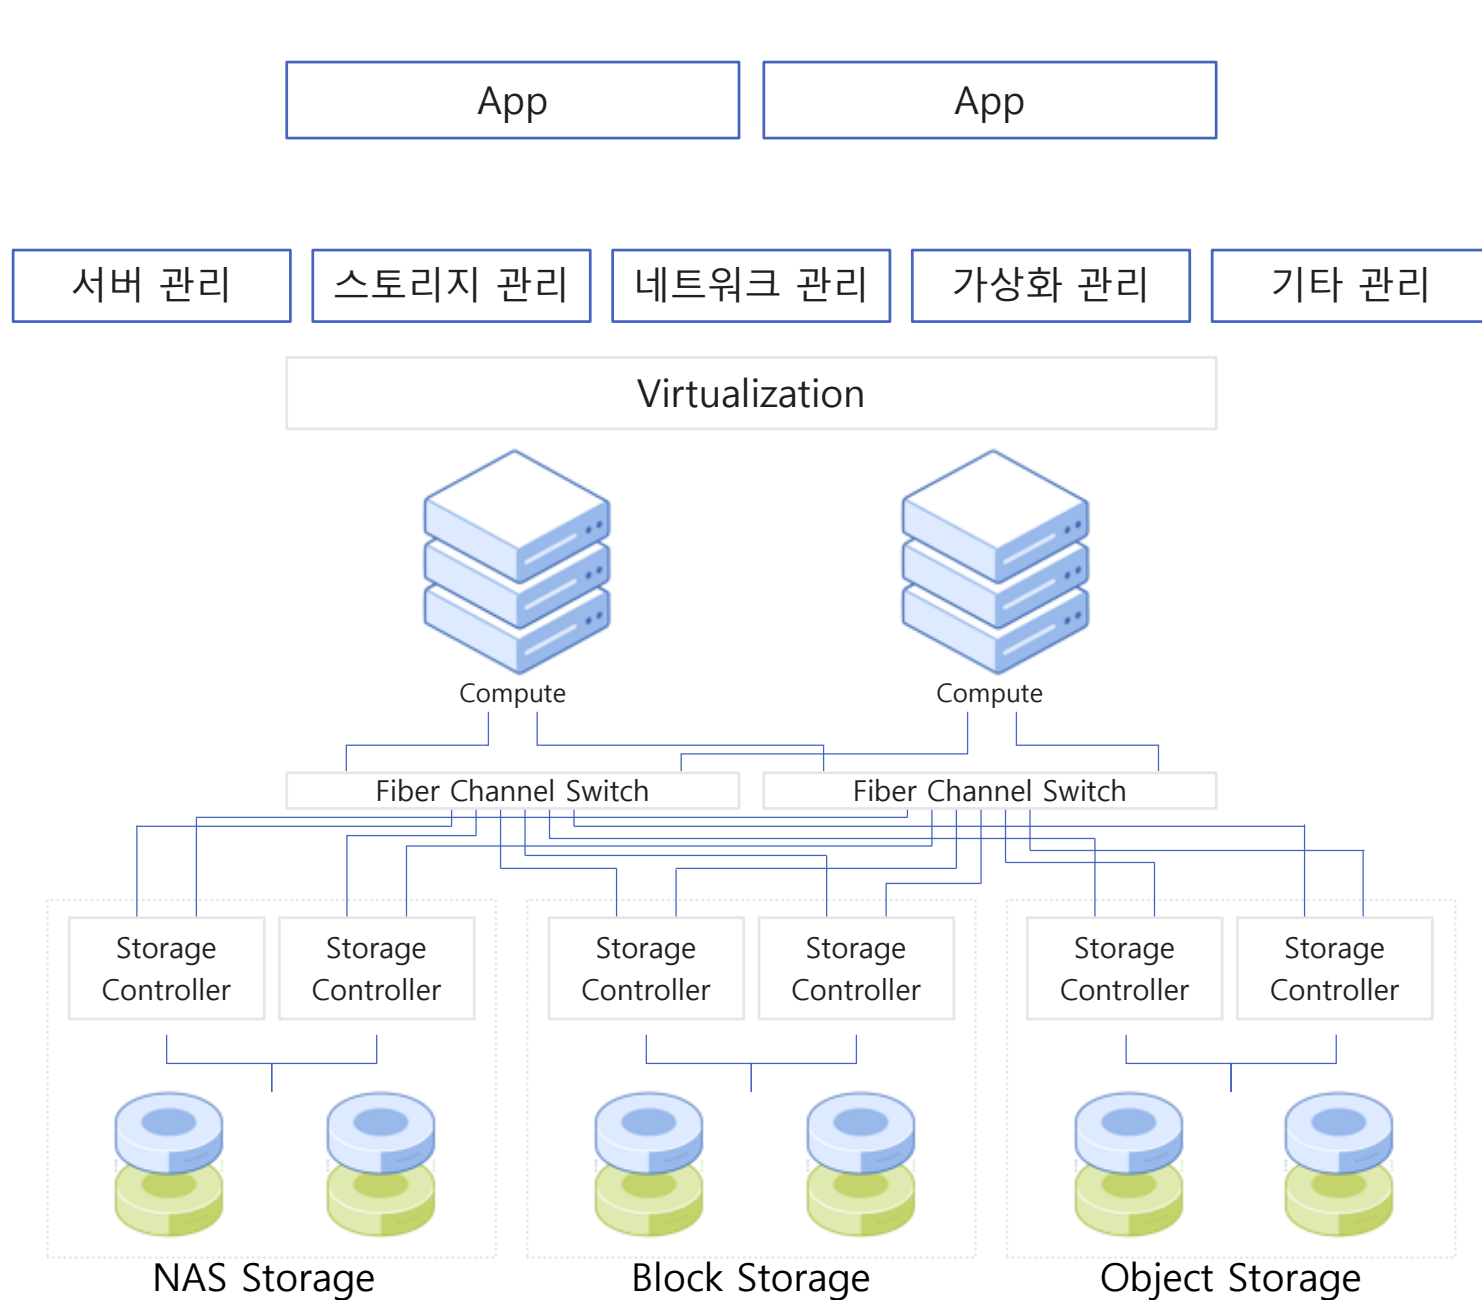 App
App
서버 관리
스토리지 관리
네트워크 관리
가상화 관리
기타 관리
Virtualization
Compute
Compute
Fiber Channel Switch
Fiber Channel Switch
Storage
Controller
Storage
Controller
Storage
Controller
Storage
Controller
Storage
Controller
Storage
Controller
NAS Storage
Block Storage
Object Storage